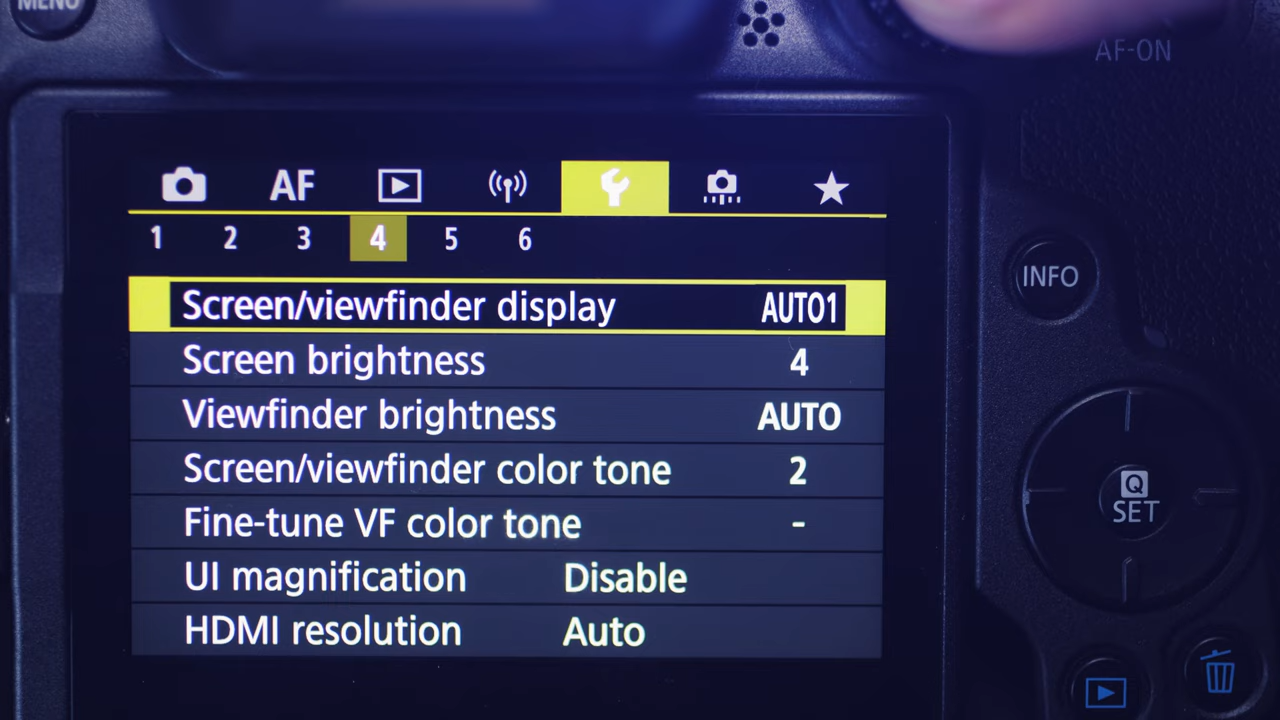 MENU
AF-ON
AF
1 2 3 4 5 6
Screen/viewfinder display AUTO1
Screen brightness 4
Viewfinder brightness AUTO
Screen/viewfinder color tone 2
Fine-tune VF color tone -
UI magnification Disable
HDMI resolution Auto
INFO
Q
SET